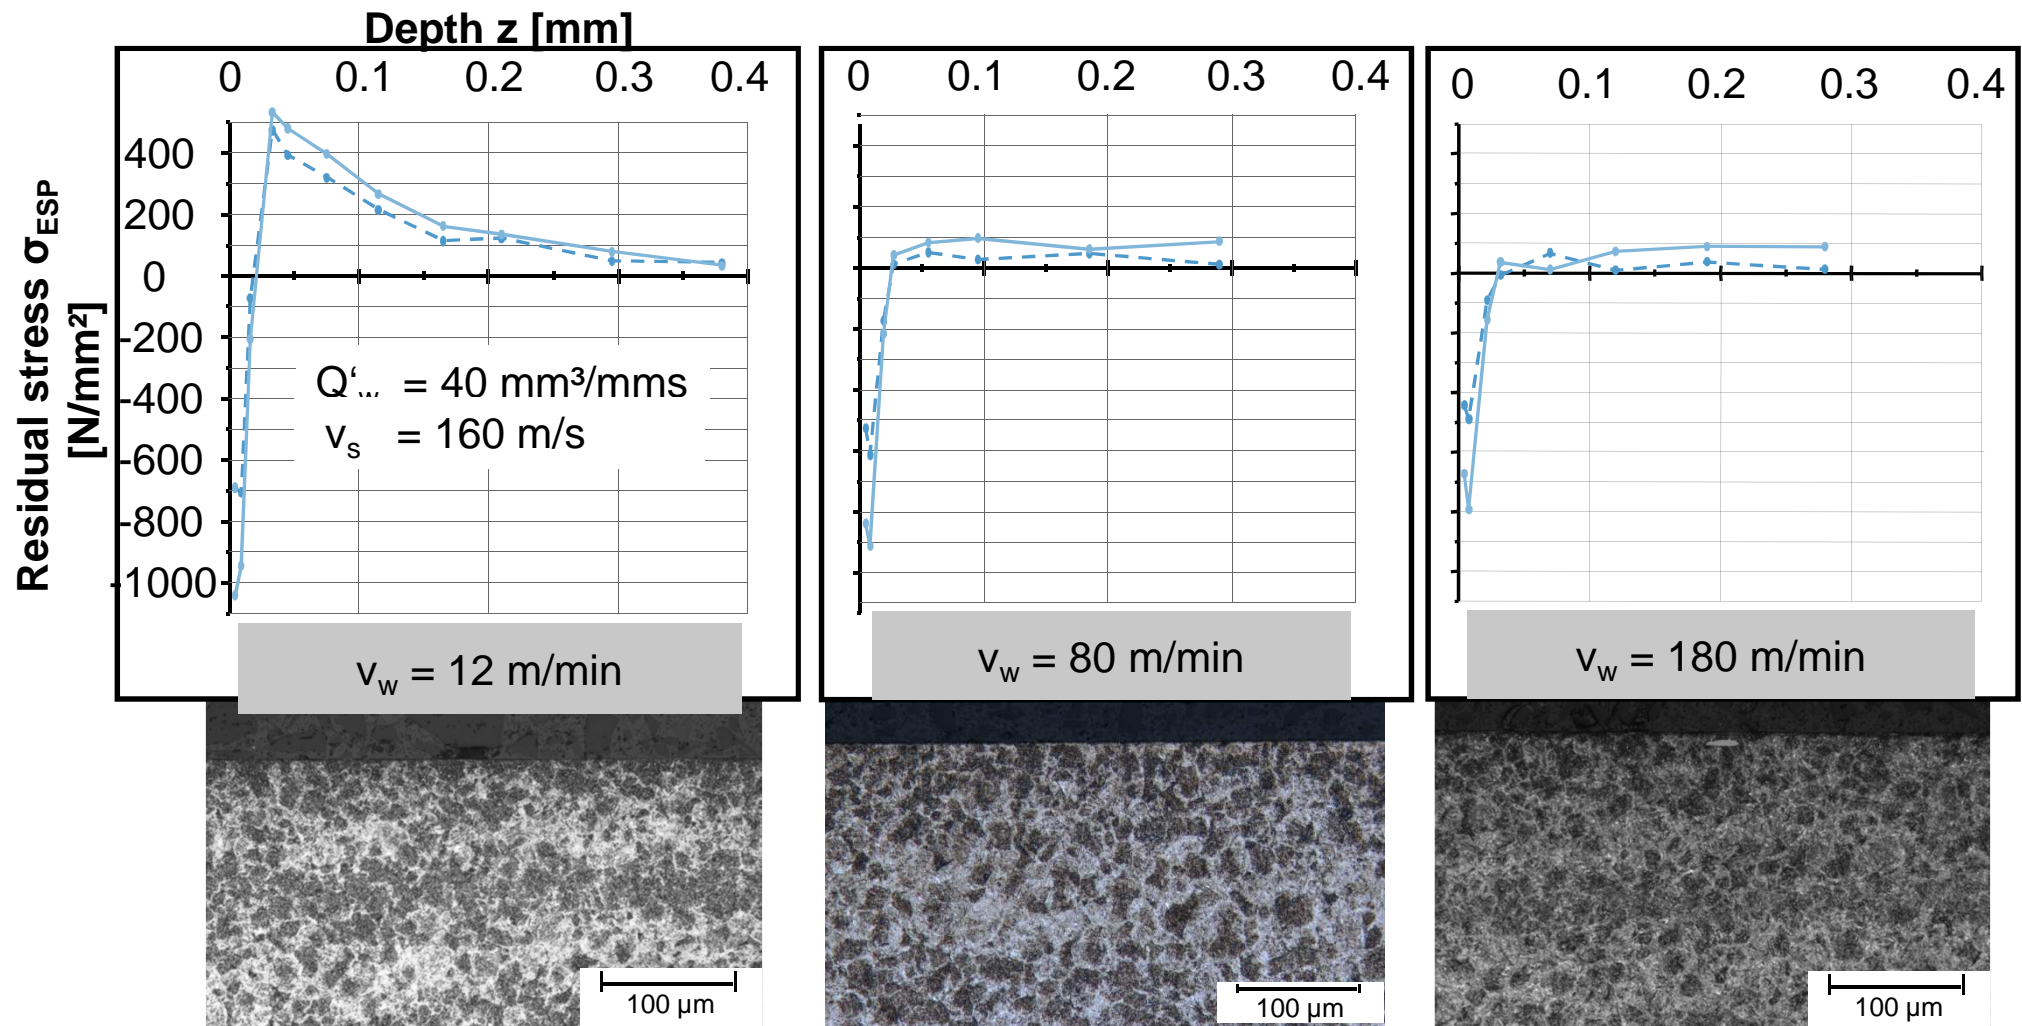 Depth z [mm]
0 0.1 0.2 0.3 0.4
0 0.1 0.2 0.3 0.4
0 0.1 0.2 0.3 0.4
Residual stress σESP
[N/mm²]
400
200
0
-200
-400
-600
-800
-1000
Q‘w = 40 mm³/mms
vs = 160 m/s
vw = 12 m/min
vw = 80 m/min
vw = 180 m/min
100 µm
100 µm
100 µm